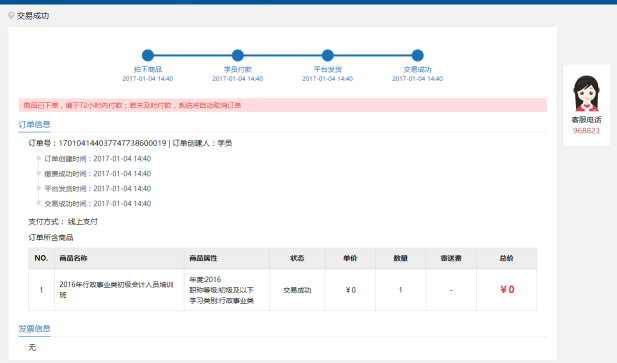 交易成功
拍下商品 学员付款 平台发货 交易成功
2017-01-04 14:40 2017-01-04 14:40 2017-01-04 14:40 2017-01-04 14:40
商品已下单，请于72小时内付款；若未及时付款，系统将自动取消订单
订单信息
订单号：170104144037747738600019 | 订单创建人：学员
订单创建时间：2017-01-04 14:40
缴费成功时间：2017-01-04 14:40
平台发货时间：2017-01-04 14:40
交易成功时间：2017-01-04 14:40
支付方式： 线上支付
订单所含商品
NO. 商品名称 商品属性 状态 单价 数量 寄送费 总价
1 2016年行政事业类初级会计人员培训班 年度:2016 职称等级:初级及以下 学习类别:行政事业类 交易成功 ¥0 1 - ¥0
发票信息
无
客服电话
968823